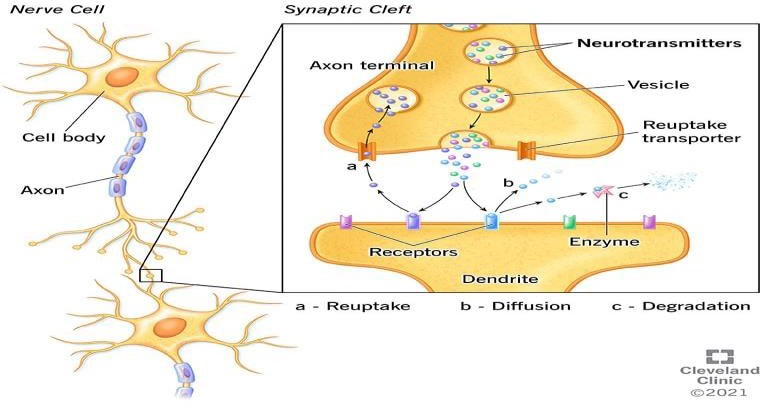 Nerve Cell
Synaptic Cleft
Neurotransmitters
Axon terminal
Vesicle
Reuptake
transporter
Cell body
a
b
c
Axon
Receptors
Enzyme
Dendrite
a - Reuptake b - Diffusion c - Degradation
Cleveland
Clinic
©2021